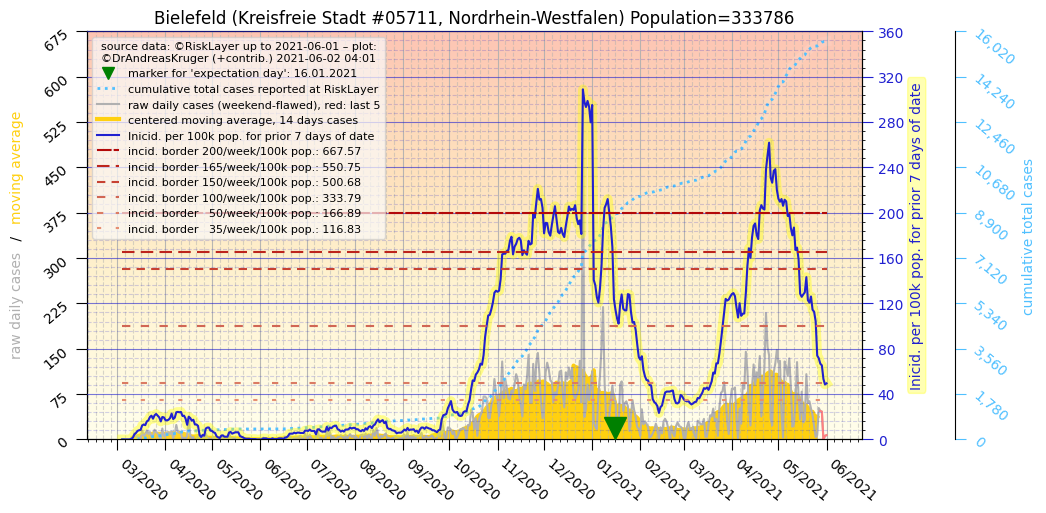 Bielefeld (Kreisfreie Stadt #05711, Nordrhein-Westfalen) Population=333786
source data: ©RiskLayer up to 2021-06-01 – plot:
©DrAndreasKruger (+contrib.) 2021-06-02 04:01
marker for 'expectation day': 16.01.2021
cumulative total cases reported at RiskLayer
raw daily cases (weekend-flawed), red: last 5
centered moving average, 14 days cases
Inicid. per 100k pop. for prior 7 days of date
incid. border 200/week/100k pop.: 667.57
incid. border 165/week/100k pop.: 550.75
incid. border 150/week/100k pop.: 500.68
incid. border 100/week/100k pop.: 333.79
incid. border   50/week/100k pop.: 166.89
incid. border   35/week/100k pop.: 116.83
raw daily cases / moving average
675
600
525
450
375
300
225
150
75
0
03/2020
04/2020
05/2020
06/2020
07/2020
08/2020
09/2020
10/2020
11/2020
12/2020
01/2021
02/2021
03/2021
04/2021
05/2021
06/2021
360
320
280
240
200
160
120
80
40
0
Inicid. per 100k pop. for prior 7 days of date
16,020
14,240
12,460
10,680
8,900
7,120
5,340
3,560
1,780
0
cumulative total cases